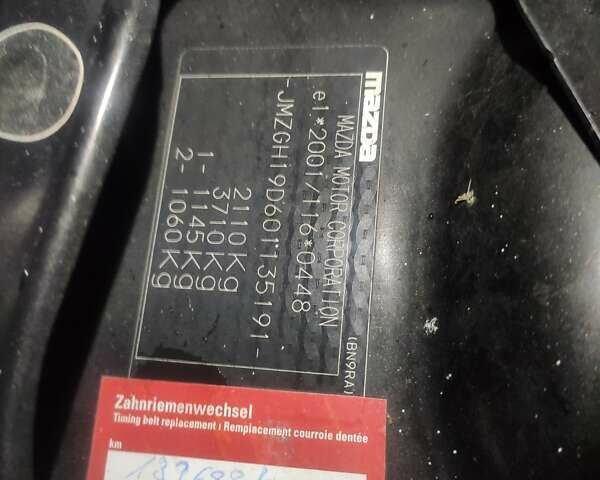 mazda
MAZDA MOTOR CORPORATION (BN9RA)
e1*2001/116*0448
-JMZGH19D601135191-
2110Kg
3710Kg
1- 1145Kg
2- 1060Kg
Zahnriemenwechsel
Timing belt replacement / Remplacement courroie dentée
km